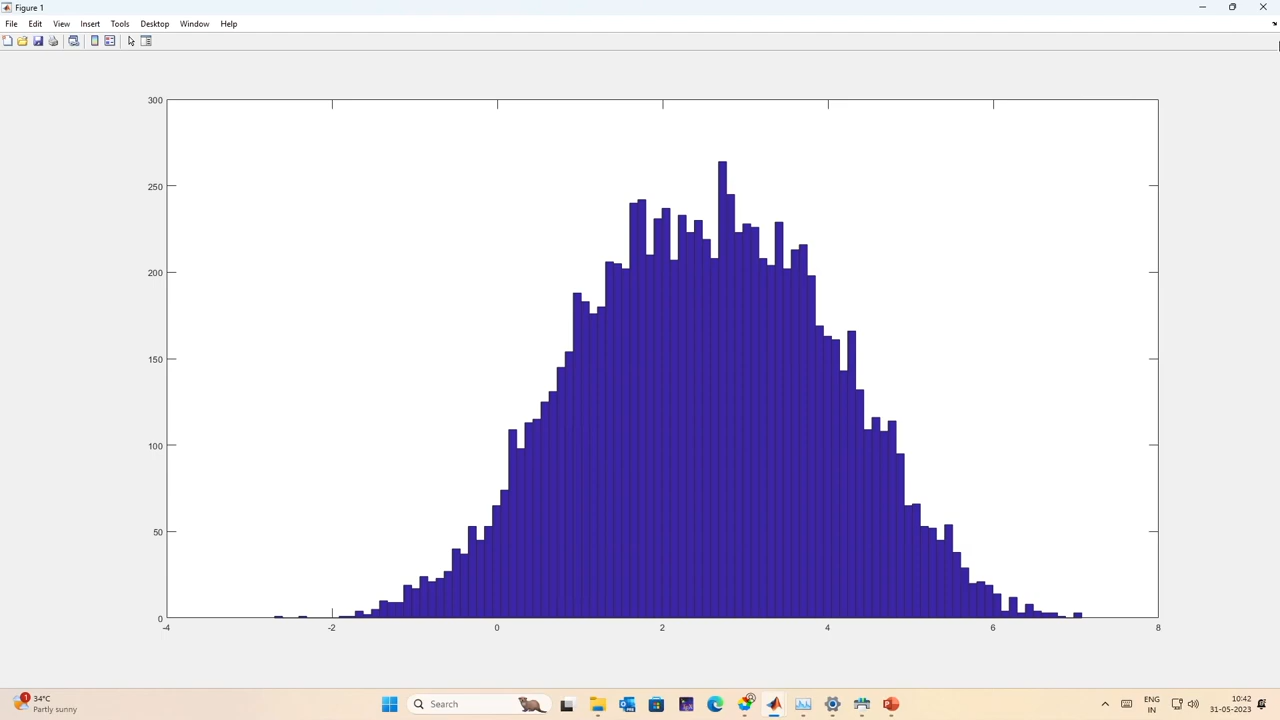 Figure 1
File Edit View Insert Tools Desktop Window Help
300
250
200
150
100
50
0
-4 -2 0 2 4 6 8
1
34°C
Partly sunny
Search
ENG
IN
10:42
31-05-2023